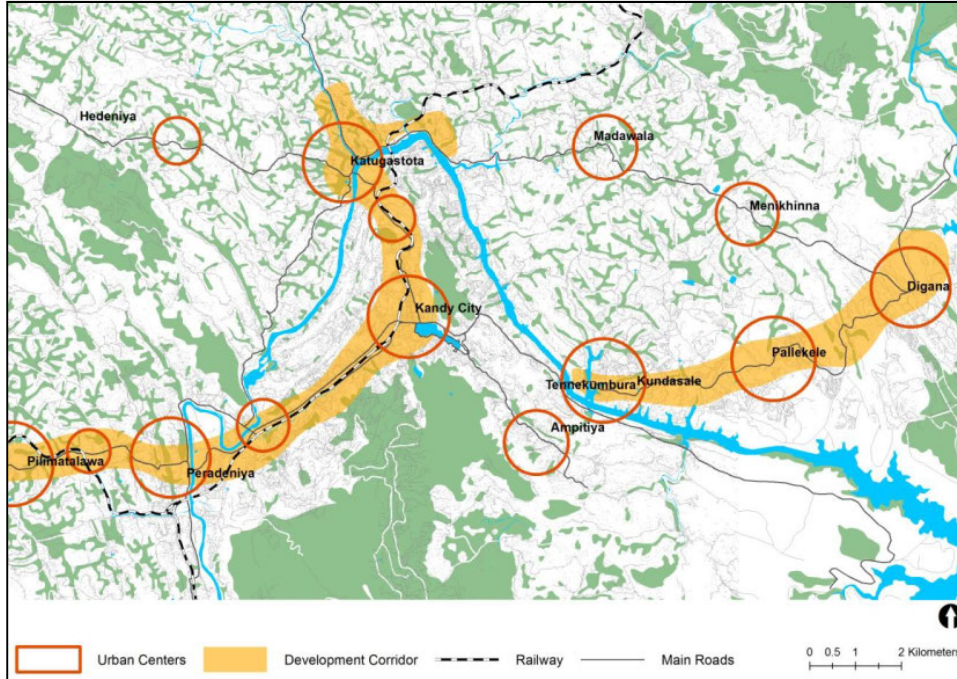 Hedeniya
Madawala
Katugastota
Menikhinna
Digana
Kandy City
Pallekele
Tennekumbura
Kundasale
Ampitiya
Pilimatalawa
Peradeniya
Urban Centers
Development Corridor
Railway
Main Roads
0 0.5 1 2 Kilometers